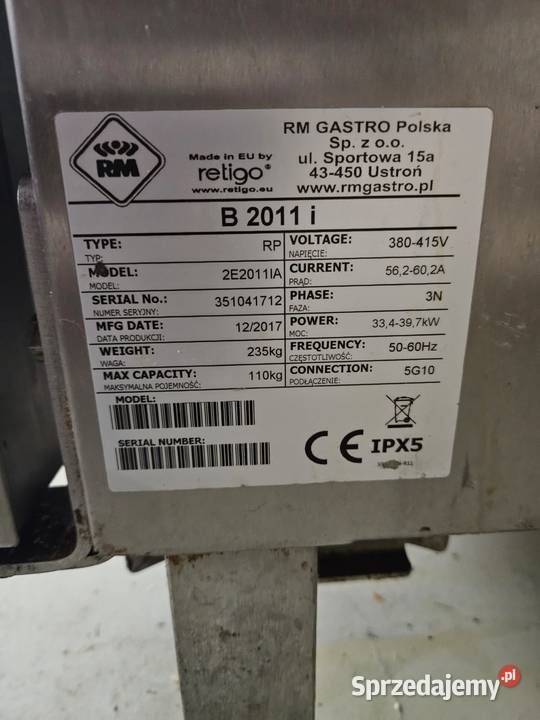 RM
Made in EU by
retigo®
www.retigo.eu
RM GASTRO Polska
Sp. z o.o.
ul. Sportowa 15a
43-450 Ustroń
www.rmgastro.pl
B 2011 i
TYPE: RP
TYP:
MODEL: 2E2011IA
MODEL:
SERIAL No.: 351041712
NUMER SERYJNY:
MFG DATE: 12/2017
DATA PRODUKCJI:
WEIGHT: 235kg
WAGA:
MAX CAPACITY: 110kg
MAKSYMALNA POJEMNOŚĆ:
VOLTAGE: 380-415V
NAPIĘCIE:
CURRENT: 56,2-60,2A
PRĄD:
PHASE: 3N
FAZA:
POWER: 33,4-39,7kW
MOC:
FREQUENCY: 50-60Hz
CZĘSTOTLIWOŚĆ:
CONNECTION: 5G10
PODŁĄCZENIE:
MODEL:
SERIAL NUMBER:
CE IPX5
Sprzedajemy.pl